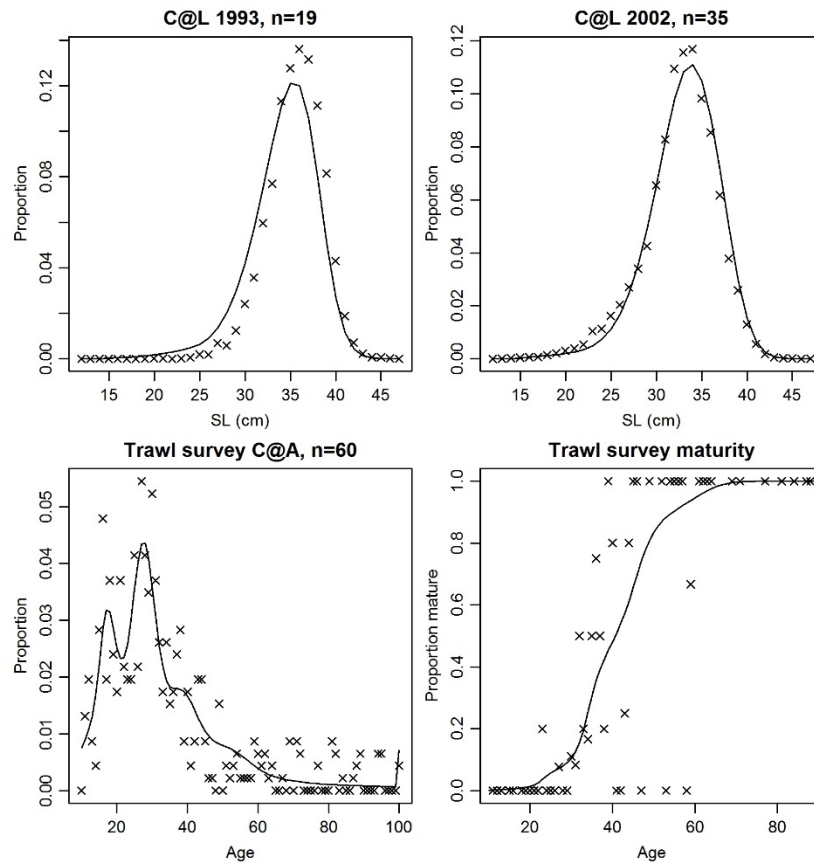 C@L 1993, n=19
Proportion
0.00 0.04 0.08 0.12
15 20 25 30 35 40 45
SL (cm)
C@L 2002, n=35
Proportion
0.00 0.02 0.04 0.06 0.08 0.10 0.12
15 20 25 30 35 40 45
SL (cm)
Trawl survey C@A, n=60
Proportion
0.00 0.01 0.02 0.03 0.04 0.05
20 40 60 80 100
Age
Trawl survey maturity
Proportion mature
0.0 0.2 0.4 0.6 0.8 1.0
20 40 60 80
Age